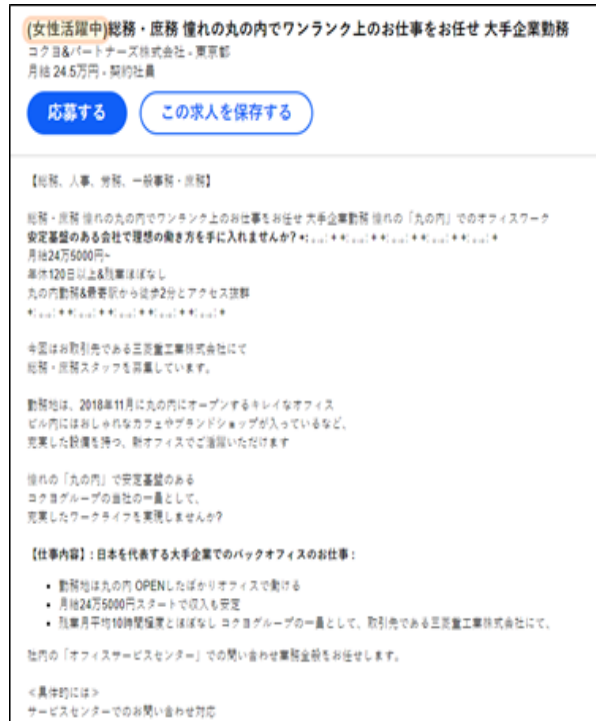 (女性活躍中)総務・庶務 憧れの丸の内でワンランク上のお仕事をお任せ 大手企業勤務
コクヨ&パートナーズ株式会社 - 東京都
月給 24.5万円 - 契約社員
応募する
この求人を保存する
【総務、人事、労務、一般事務・庶務】
総務・庶務 憧れの丸の内でワンランク上のお仕事をお任せ 大手企業勤務 憧れの「丸の内」でのオフィスワーク
安定基盤のある会社で理想の働き方を手に入れませんか?
月給24万5000円~
年休120日以上&残業ほぼなし
丸の内勤務&最寄駅から徒歩2分とアクセス抜群
今回はお取引先である三菱重工業株式会社にて
総務・庶務スタッフを募集しています。
勤務地は、2018年11月に丸の内にオープンするキレイなオフィス
ビル内にはおしゃれなカフェやブランドショップが入っているなど、
充実した設備を持つ、新オフィスでご活躍いただけます
憧れの「丸の内」で安定基盤のある
コクヨグループの当社の一員として、
充実したワークライフを実現しませんか?
【仕事内容】: 日本を代表する大手企業でのバックオフィスのお仕事 :
• 勤務地は丸の内 OPENしたばかりオフィスで働ける
• 月給24万5000円スタートで収入も安定
• 残業月平均10時間程度とほぼなし コクヨグループの一員として、取引先である三菱重工業株式会社にて、
社内の「オフィスサービスセンター」での問い合わせ業務全般をお任せします。
<具体的には>
サービスセンターでのお問い合わせ対応